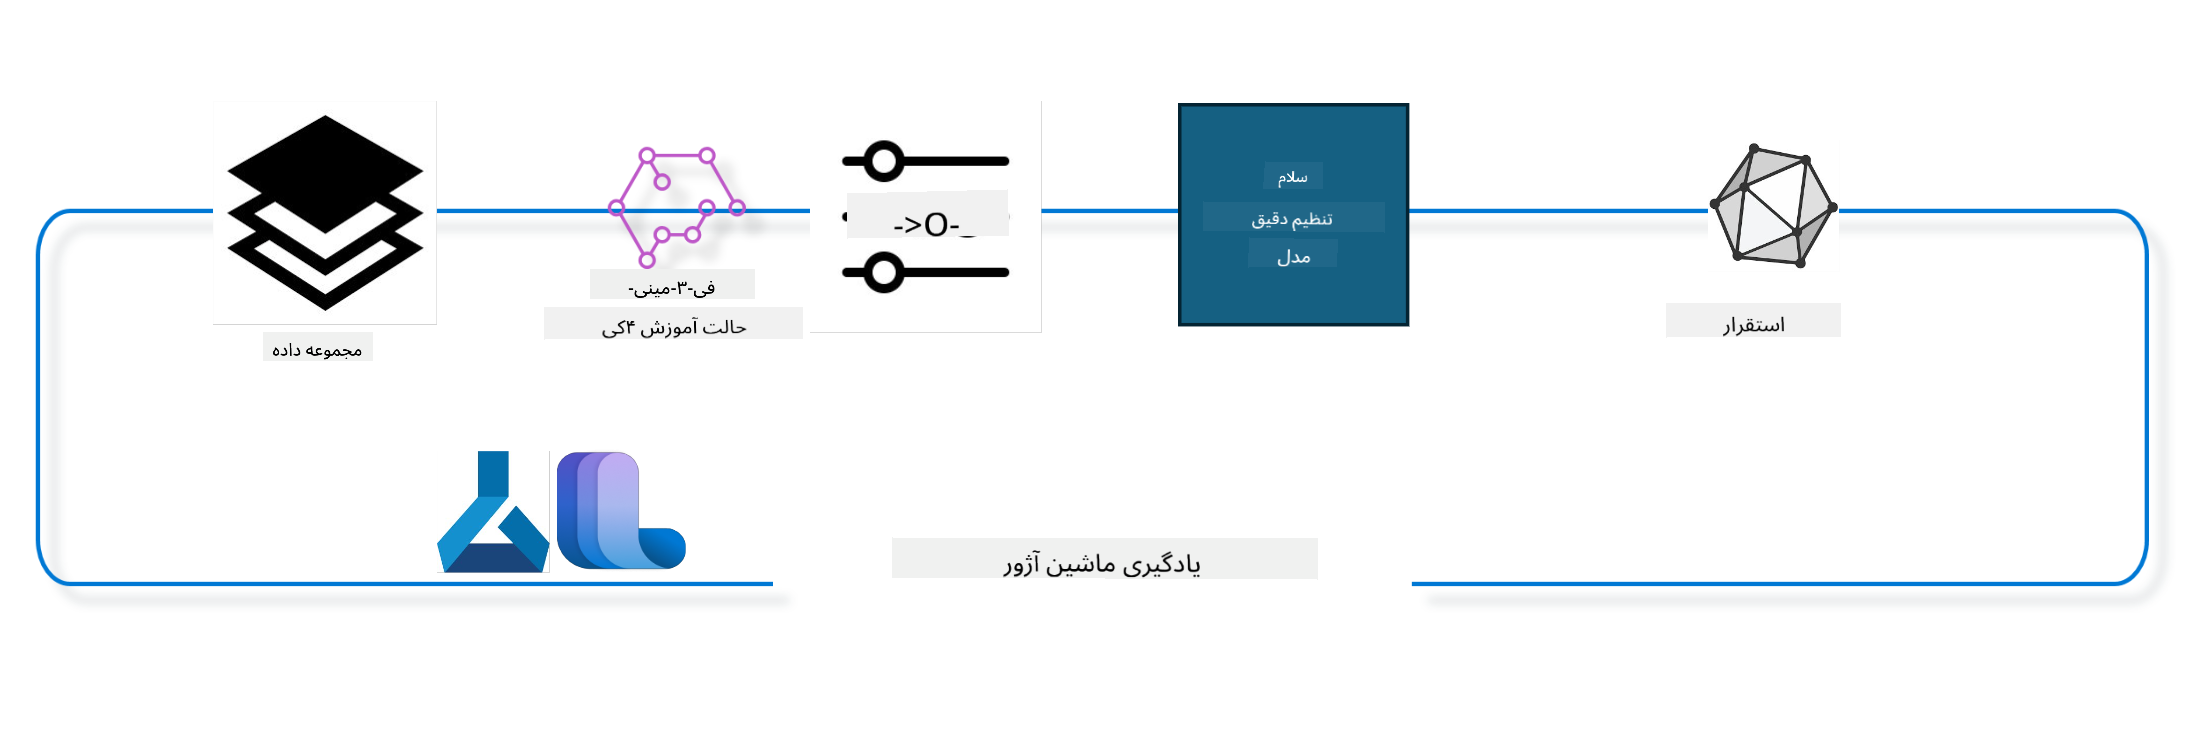 مجموعه داده
فی-۳-مینی-
حالت آموزش ۴کی
-<O-
سلام
تنظیم دقیق
مدل
استقرار
یادگیری ماشین آژور